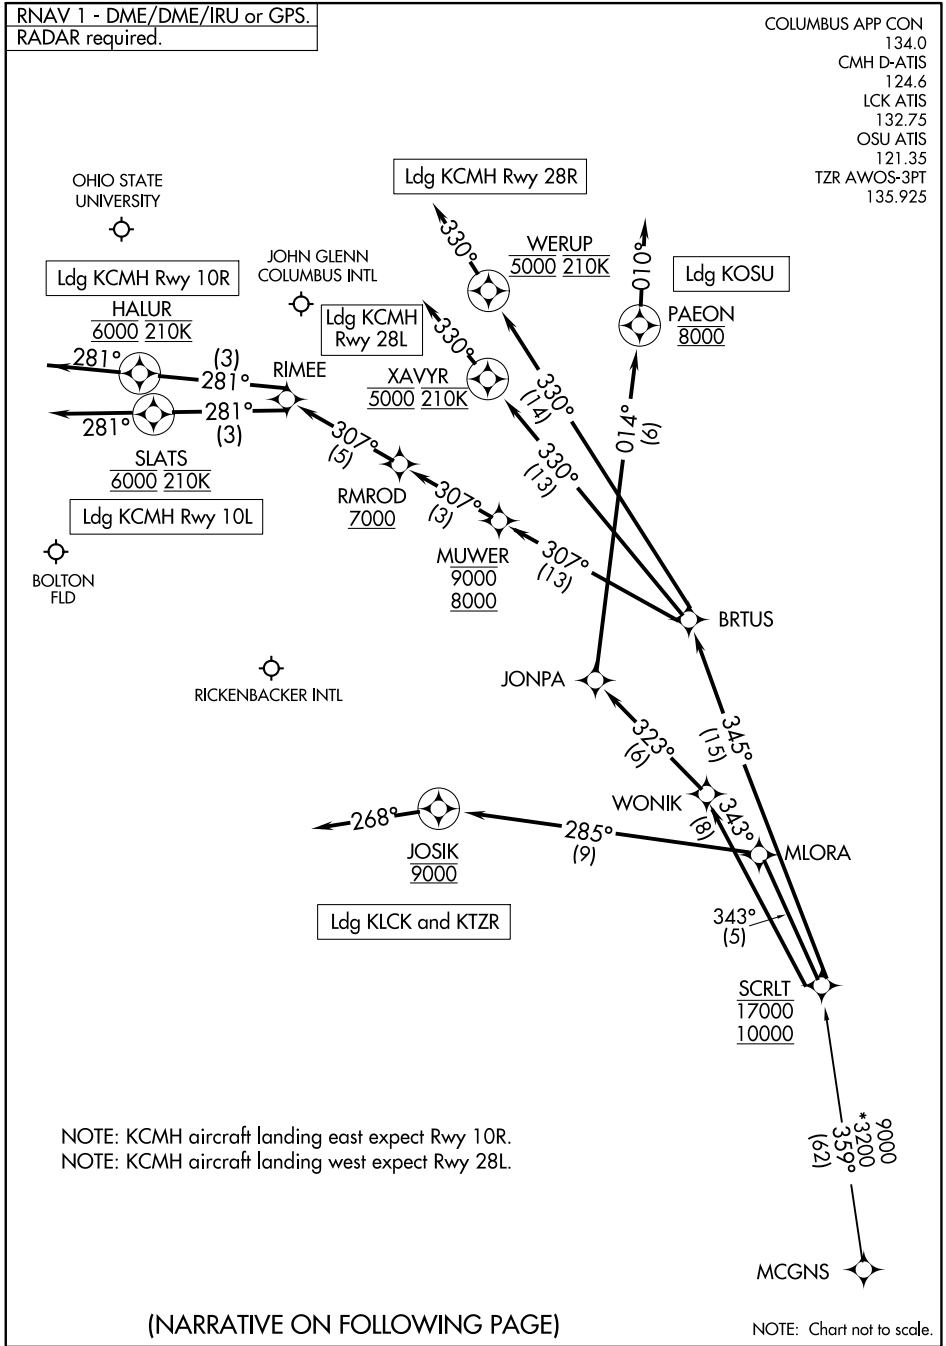 RNAV 1 - DME/DME/IRU or GPS.
RADAR required.
COLUMBUS APP CON
134.0
CMH D-ATIS
124.6
LCK ATIS
132.75
OSU ATIS
121.35
TZR AWOS-3PT
135.925
Ldg KCMH Rwy 28R
OHIO STATE
UNIVERSITY
330°
WERUP
5000 210K
010°
Ldg KOSU
JOHN GLENN
COLUMBUS INTL
Ldg KCMH Rwy 10R
HALUR
6000 210K
Ldg KCMH
Rwy 28L
330°
PAEON
8000
281°
(3)
281°
RIMEE
XAVYR
5000 210K
330°
(14)
281°
281°
(3)
014°
(6)
SLATS
6000 210K
307°
(5)
330°
(13)
Ldg KCMH Rwy 10L
RMROD
7000
307°
(3)
MUWER
9000
8000
307°
(13)
BOLTON
FLD
BRTUS
RICKENBACKER INTL
JONPA
323°
(6)
345°
(15)
WONIK
343°
(8)
268°
JOSIK
9000
285°
(9)
MLORA
Ldg KLCK and KTZR
343°
(5)
SCRLT
17000
10000
9000
*3200
359°
(62)
NOTE: KCMH aircraft landing east expect Rwy 10R.
NOTE: KCMH aircraft landing west expect Rwy 28L.
MCGNS
(NARRATIVE ON FOLLOWING PAGE)
NOTE: Chart not to scale.